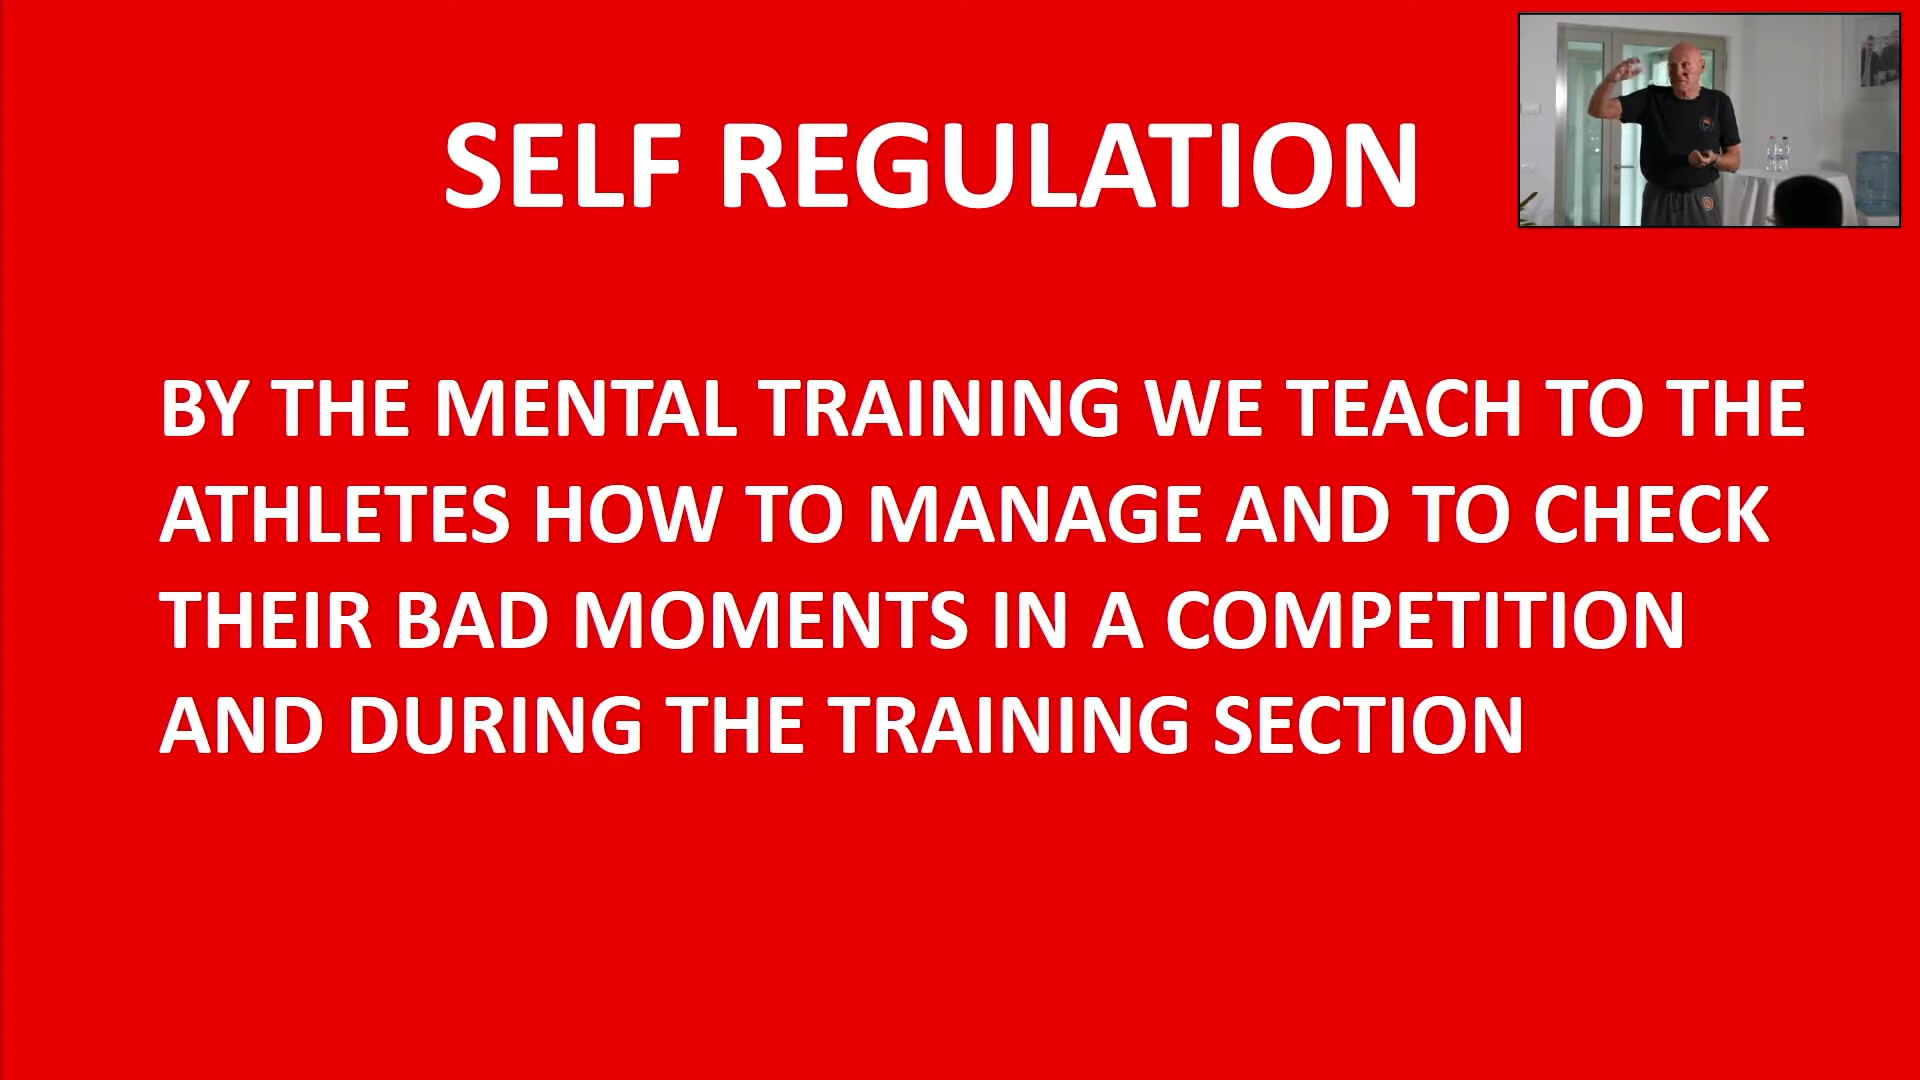 SELF REGULATION
BY THE MENTAL TRAINING WE TEACH TO THE
ATHLETES HOW TO MANAGE AND TO CHECK
THEIR BAD MOMENTS IN A COMPETITION
AND DURING THE TRAINING SECTION